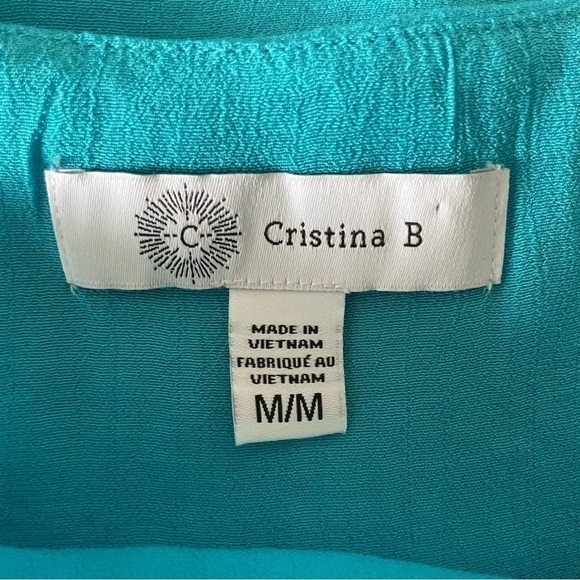 -C-
Cristina B
MADE IN
VIETNAM
FABRIQUÉ AU
VIETNAM
M/M